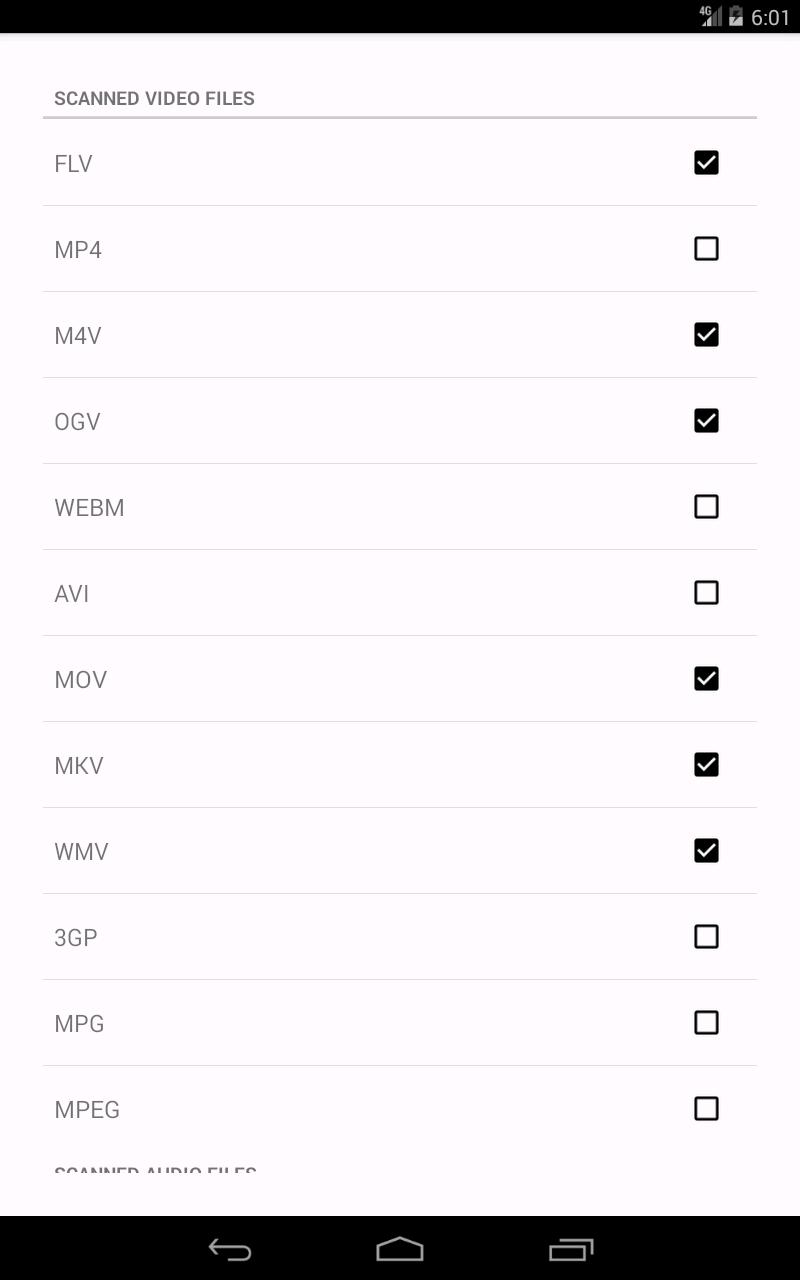 4G 6:01
SCANNED VIDEO FILES
FLV
MP4
M4V
OGV
WEBM
AVI
MOV
MKV
WMV
3GP
MPG
MPEG
SCANNED AUDIO FILES